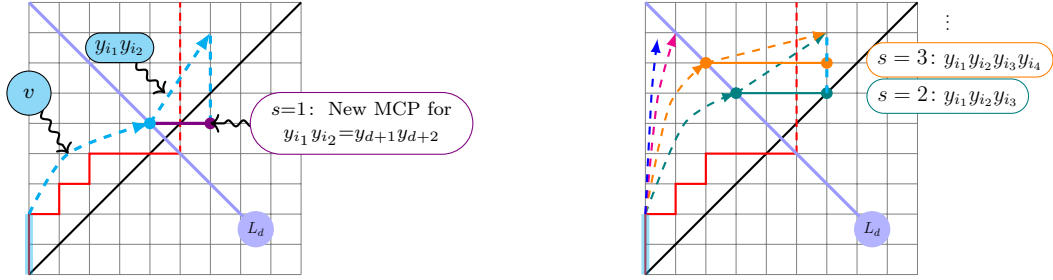 $y_{i_1} y_{i_2}$
$v$
$s=1$: New MCP for
$y_{i_1} y_{i_2} = y_{d+1} y_{d+2}$
$L_d$
⋮
$s = 3$: $y_{i_1} y_{i_2} y_{i_3} y_{i_4}$
$s = 2$: $y_{i_1} y_{i_2} y_{i_3}$
$L_d$